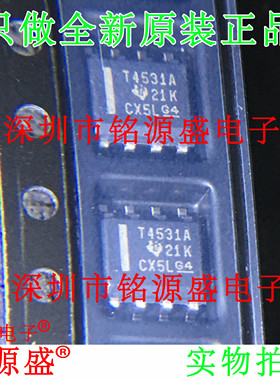 只做全新原装正品
T4531A
21K
CX5LG4
深圳市铭源盛电子
T4531A
21K
CX5LG4
深圳市铭源盛电
电子®
源盛®
实物拍